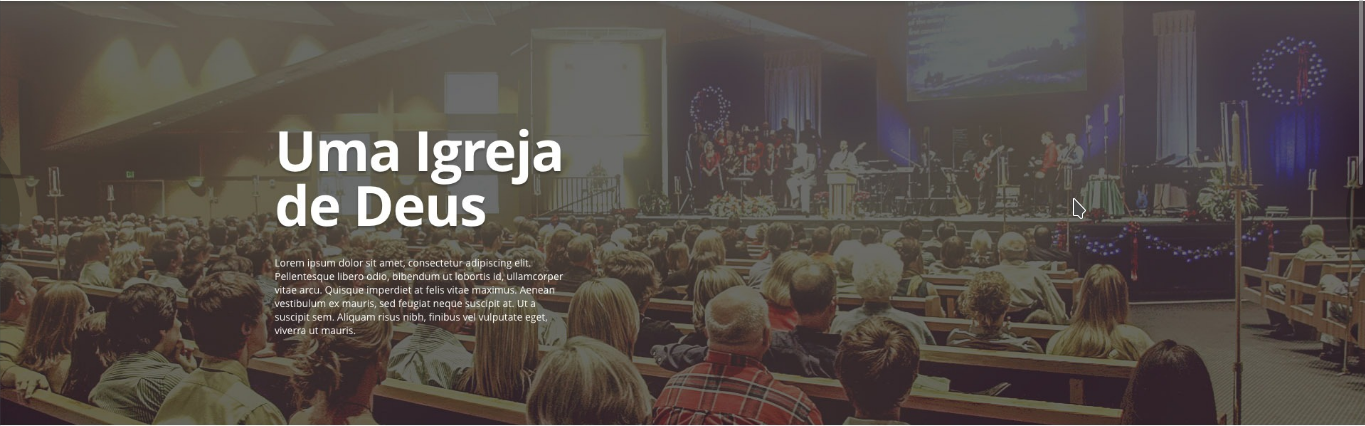 Uma Igreja
de Deus
Lorem ipsum dolor sit amet, consectetur adipiscing elit.
Pellentesque libero odio, bibendum ut lobortis id, ullamcorper
vitae arcu. Quisque imperdiet at felis vitae maximus. Aenean
vestibulum ex mauris, sed feugiat neque suscipit at. Ut a
suscipit sem. Aliquam risus nibh, finibus vel vulputate eget,
viverra ut mauris.